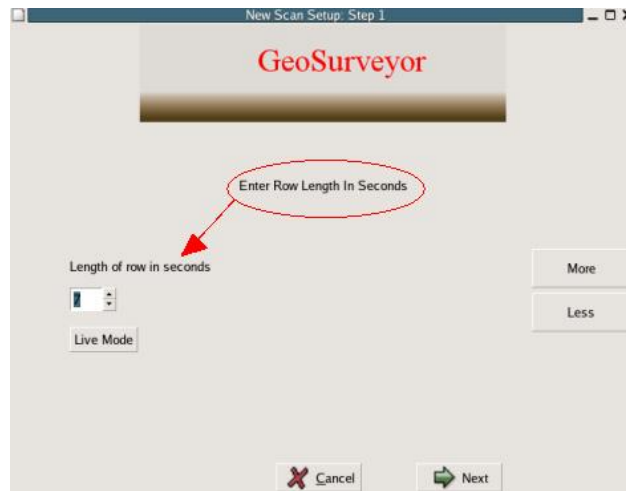 New Scan Setup: Step 1
GeoSurveyor
Enter Row Length In Seconds
Length of row in seconds
More
Less
Live Mode
Cancel
Next